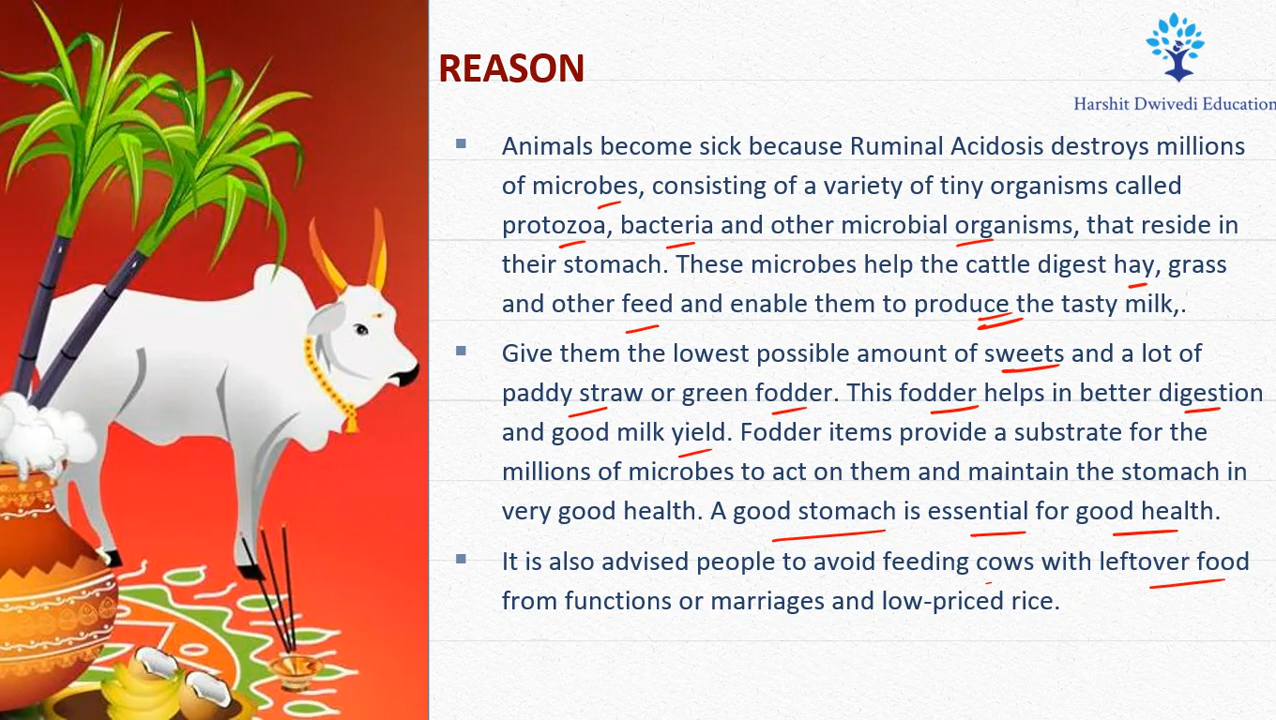 REASON
Harshit Dwivedi Education
Animals become sick because Ruminal Acidosis destroys millions
of microbes, consisting of a variety of tiny organisms called
protozoa, bacteria and other microbial organisms, that reside in
their stomach. These microbes help the cattle digest hay, grass
and other feed and enable them to produce the tasty milk,.
Give them the lowest possible amount of sweets and a lot of
paddy straw or green fodder. This fodder helps in better digestion
and good milk yield. Fodder items provide a substrate for the
millions of microbes to act on them and maintain the stomach in
very good health. A good stomach is essential for good health.
It is also advised people to avoid feeding cows with leftover food
from functions or marriages and low-priced rice.